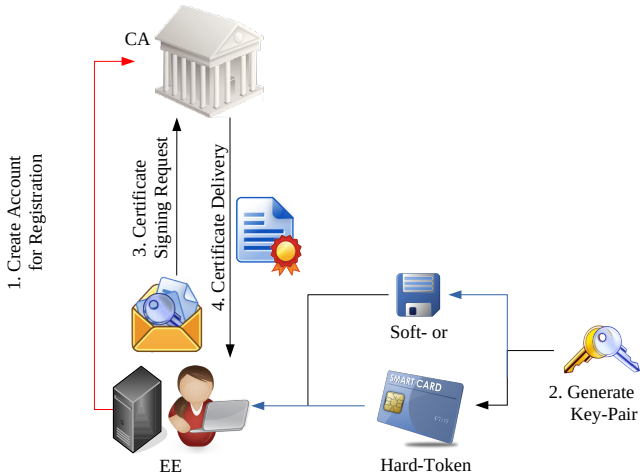 CA
1. Create Account
for Registration
3. Certificate
Signing Request
4. Certificate Delivery
Soft- or
SMART CARD
2. Generate
Key-Pair
EE
Hard-Token